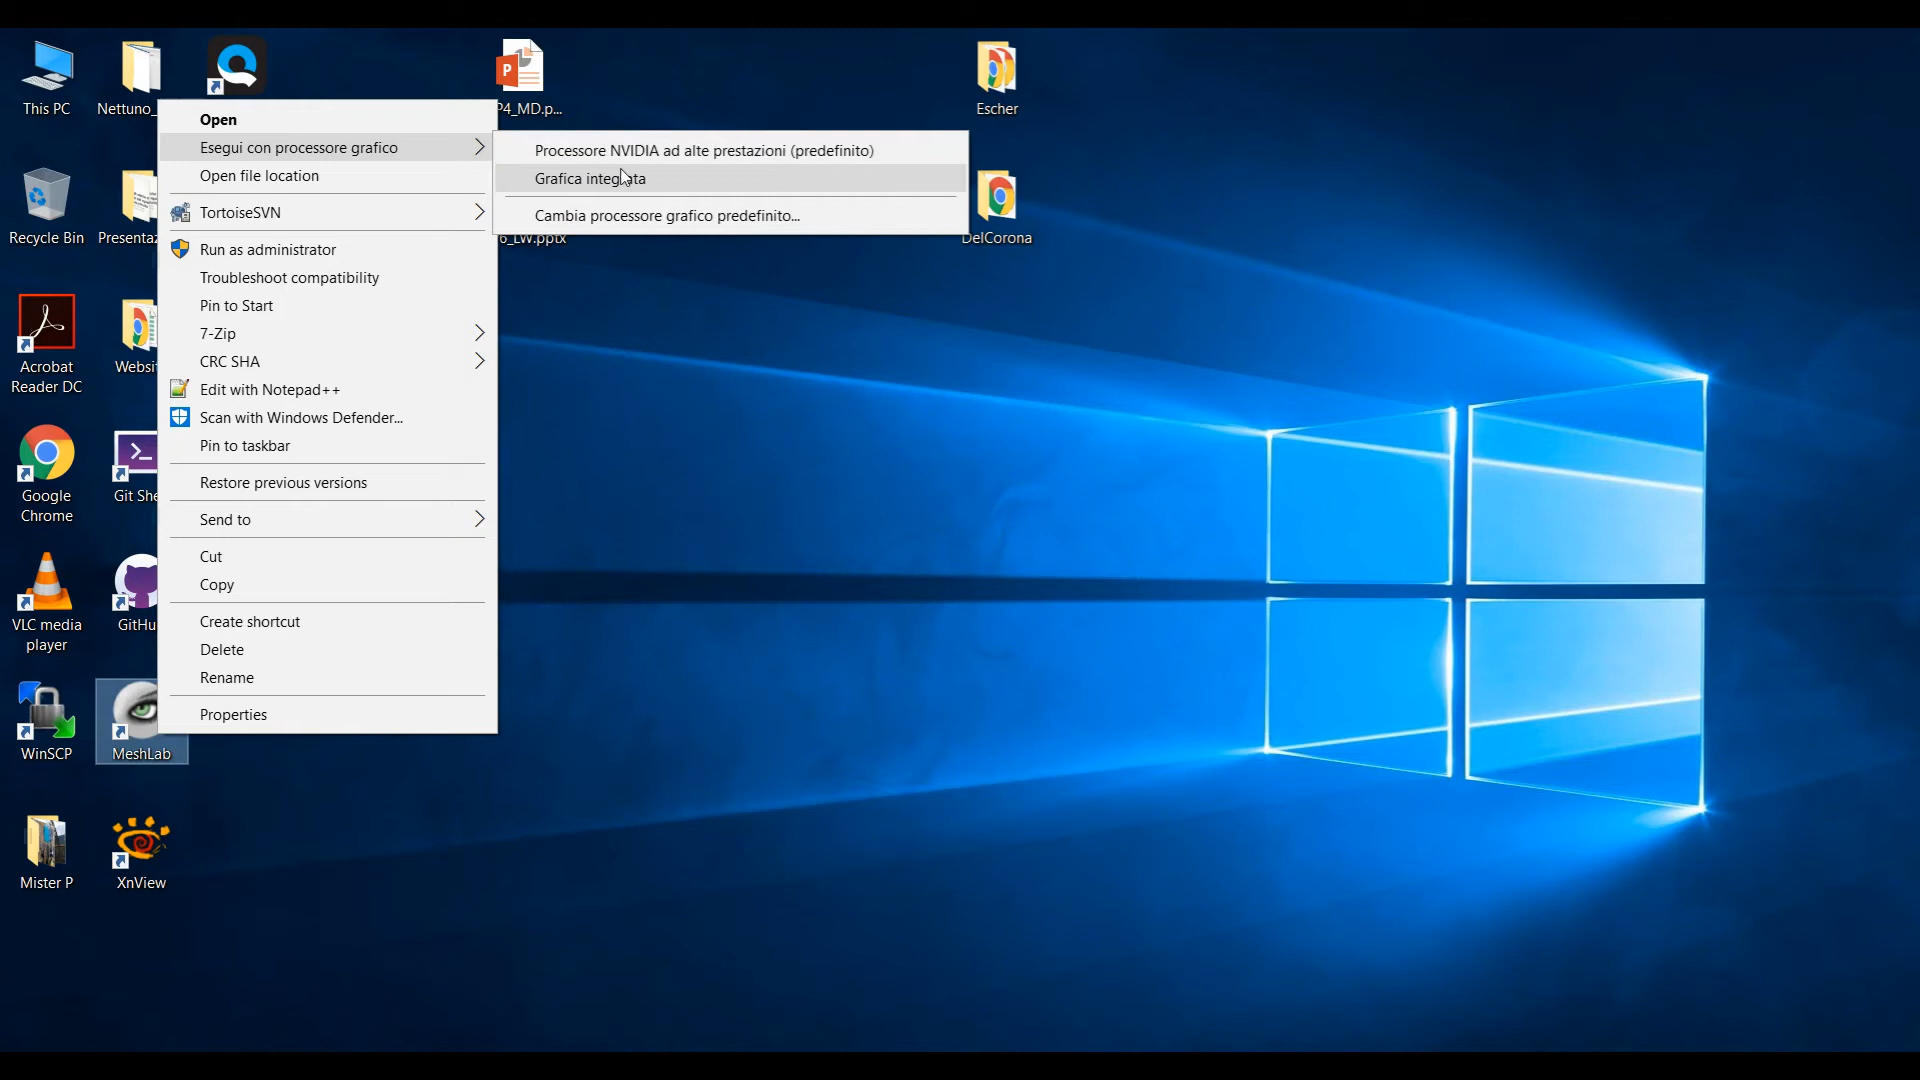 This PC
Nettuno_
P4_MD.p...
Escher
Open
Esegui con processore grafico
Processore NVIDIA ad alte prestazioni (predefinito)
Open file location
Grafica integrata
TortoiseSVN
Cambia processore grafico predefinito...
Recycle Bin
Presentaz
6_LW.pptx
DelCorona
Run as administrator
Troubleshoot compatibility
Pin to Start
7-Zip
CRC SHA
Acrobat
Reader DC
Websi
Edit with Notepad++
Scan with Windows Defender...
Pin to taskbar
Restore previous versions
Google
Chrome
Git She
Send to
Cut
Copy
VLC media
player
GitHu
Create shortcut
Delete
Rename
Properties
WinSCP
MeshLab
Mister P
XnView